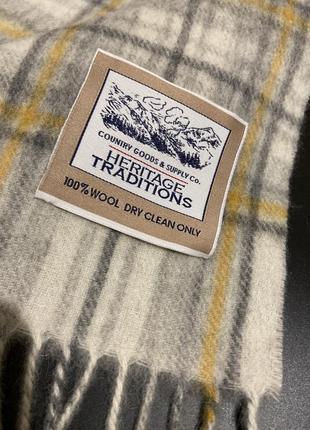 COUNTRY GOODS & SUPPLY Co.
HERITAGE
TRADITIONS
100% WOOL DRY CLEAN ONLY